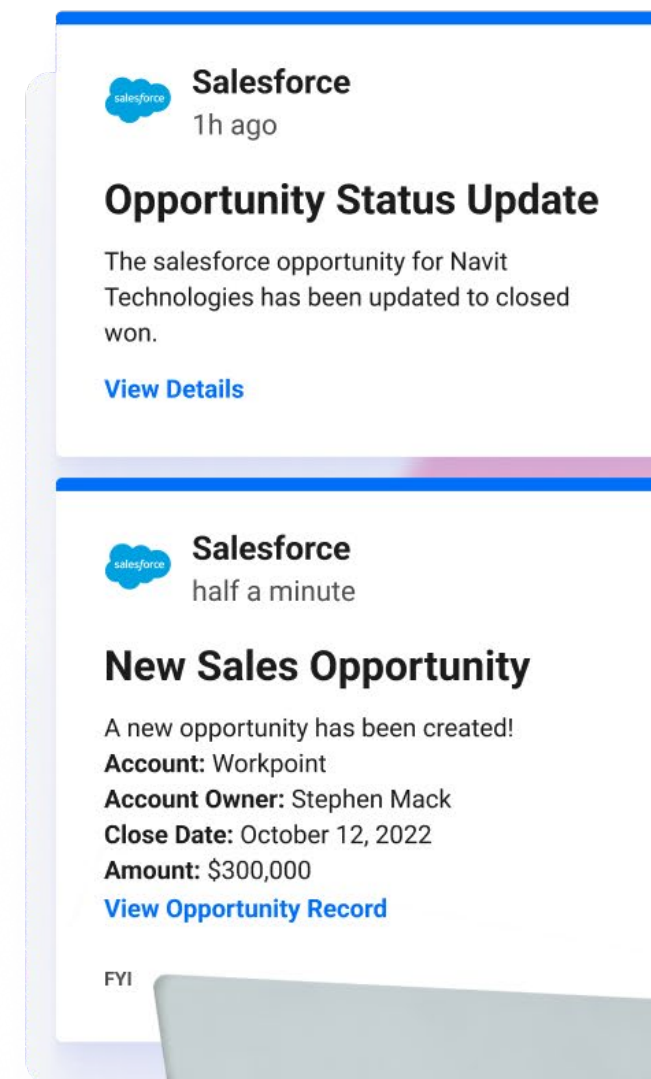 salesforce
Salesforce
1h ago
Opportunity Status Update
The salesforce opportunity for Navit
Technologies has been updated to closed
won.
View Details
salesforce
Salesforce
half a minute
New Sales Opportunity
A new opportunity has been created!
Account: Workpoint
Account Owner: Stephen Mack
Close Date: October 12, 2022
Amount: $300,000
View Opportunity Record
FYI